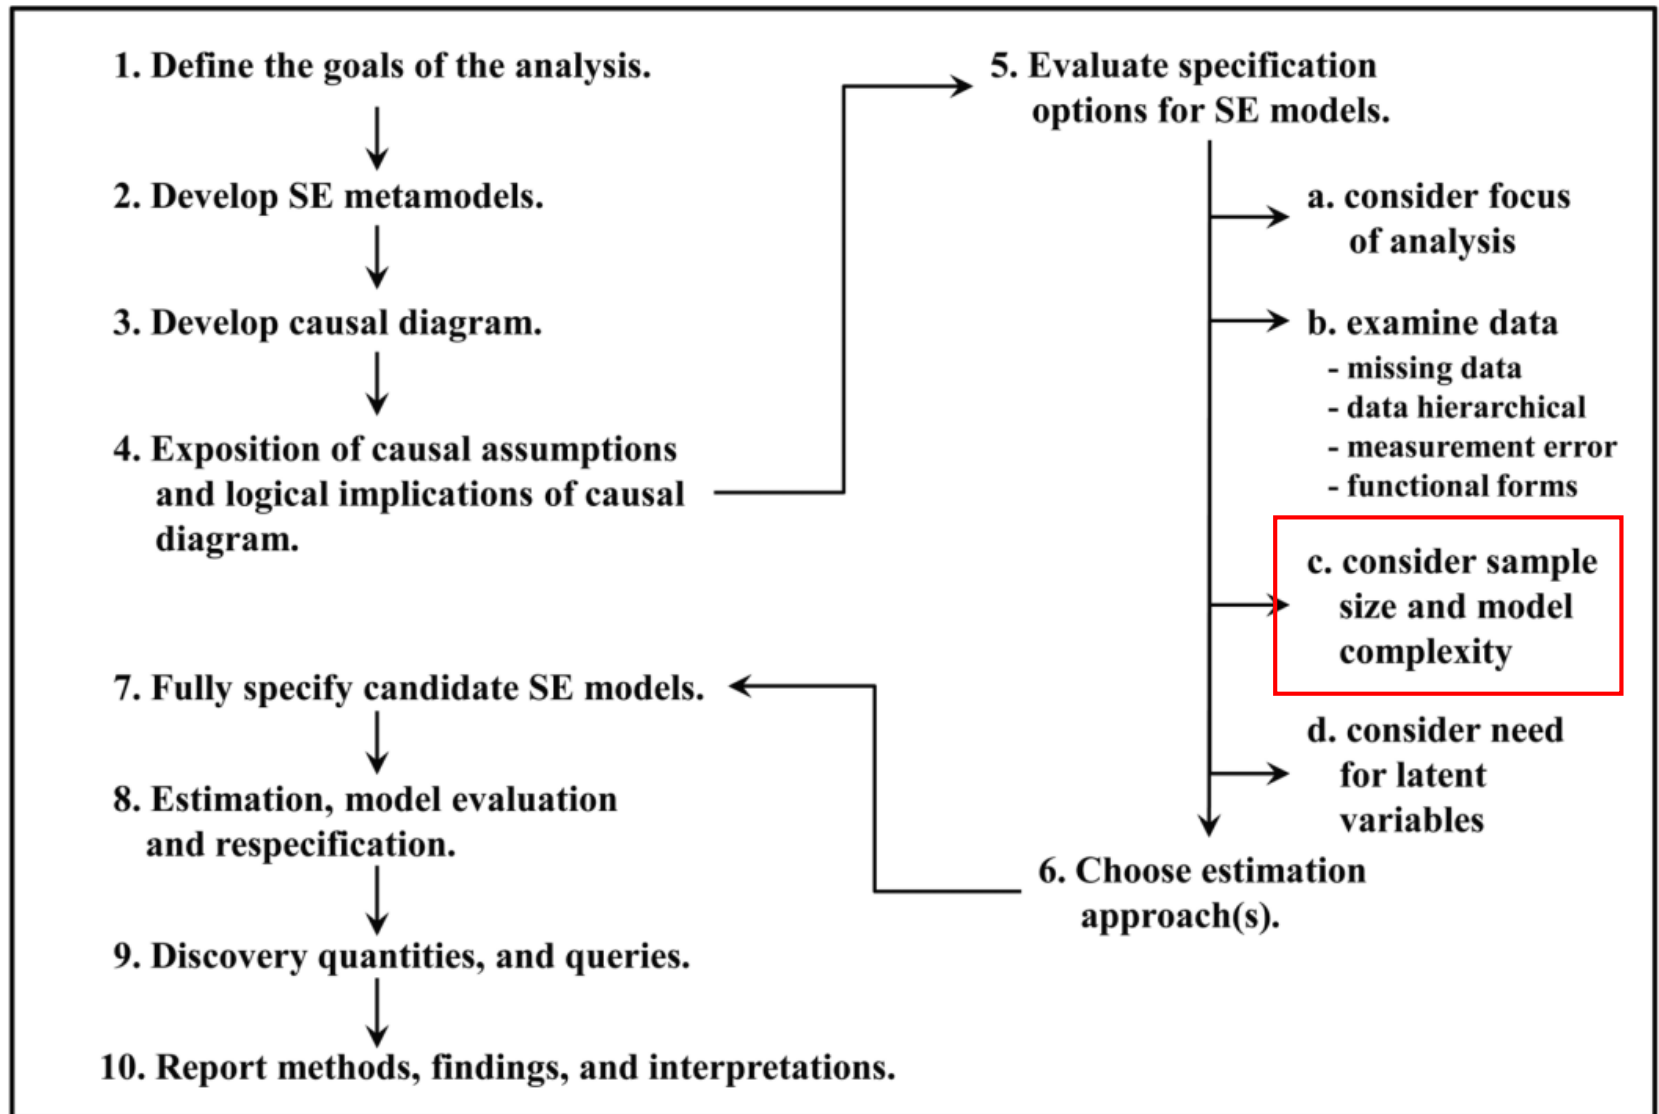 1. Define the goals of the analysis.
2. Develop SE metamodels.
3. Develop causal diagram.
4. Exposition of causal assumptions
and logical implications of causal
diagram.
5. Evaluate specification
options for SE models.
a. consider focus
of analysis
b. examine data
- missing data
- data hierarchical
- measurement error
- functional forms
c. consider sample
size and model
complexity
d. consider need
for latent
variables
6. Choose estimation
approach(s).
7. Fully specify candidate SE models.
8. Estimation, model evaluation
and respecification.
9. Discovery quantities, and queries.
10. Report methods, findings, and interpretations.